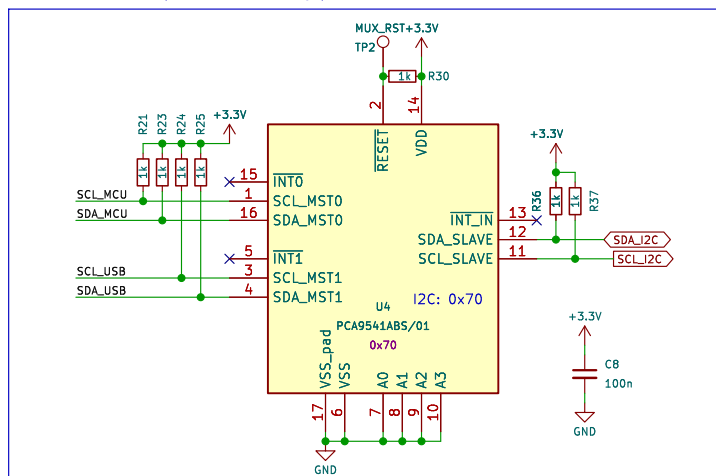 MUX_RST
+3.3V
TP2
1k
R30
2
14
RESET
VDD
R21
R23
R24
R25
+3.3V
1k
1k
1k
1k
SCL_MCU
SDA_MCU
SCL_USB
SDA_USB
15
INT0
1
SCL_MST0
16
SDA_MST0
5
INT1
3
SCL_MST1
4
SDA_MST1
INT_IN
13
SDA_SLAVE
12
SCL_SLAVE
11
+3.3V
R36
1k
1k
R37
SDA_I2C
SCL_I2C
I2C: 0x70
U4
PCA9541ABS/01
0x70
VSS_pad
VSS
A0
A1
A2
A3
17
6
7
8
9
10
GND
+3.3V
C8
100n
GND